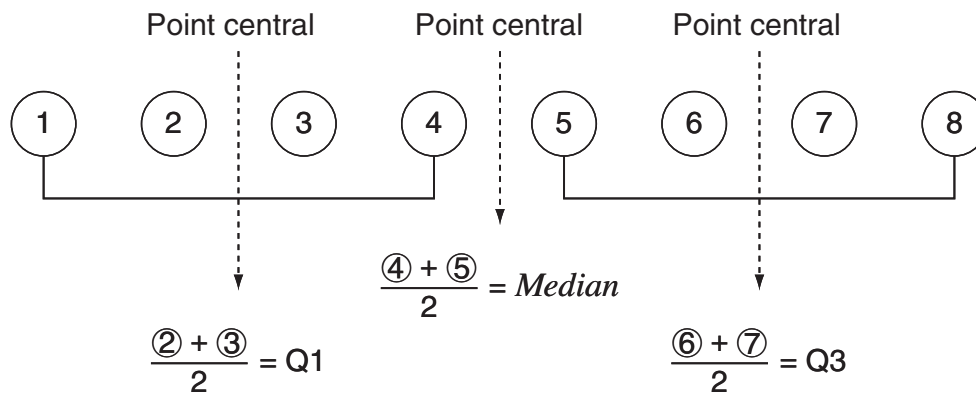 Point central Point central Point central
1 2 3 4 5 6 7 8
(④ + ⑤) / 2 = Median
(② + ③) / 2 = Q1 (⑥ + ⑦) / 2 = Q3